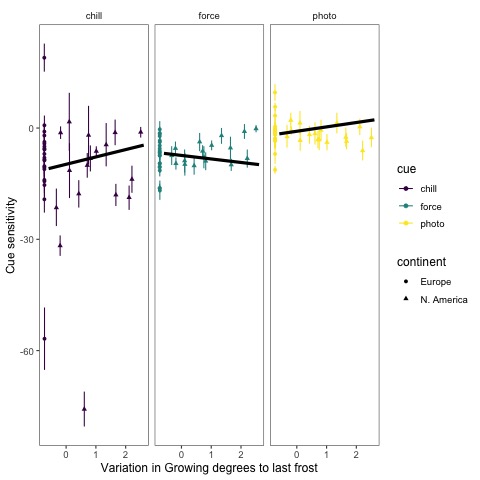 chill force photo
Cue sensitivity
0
-30
-60
0 1 2 0 1 2 0 1 2
Variation in Growing degrees to last frost
cue
chill
force
photo
continent
Europe
N. America